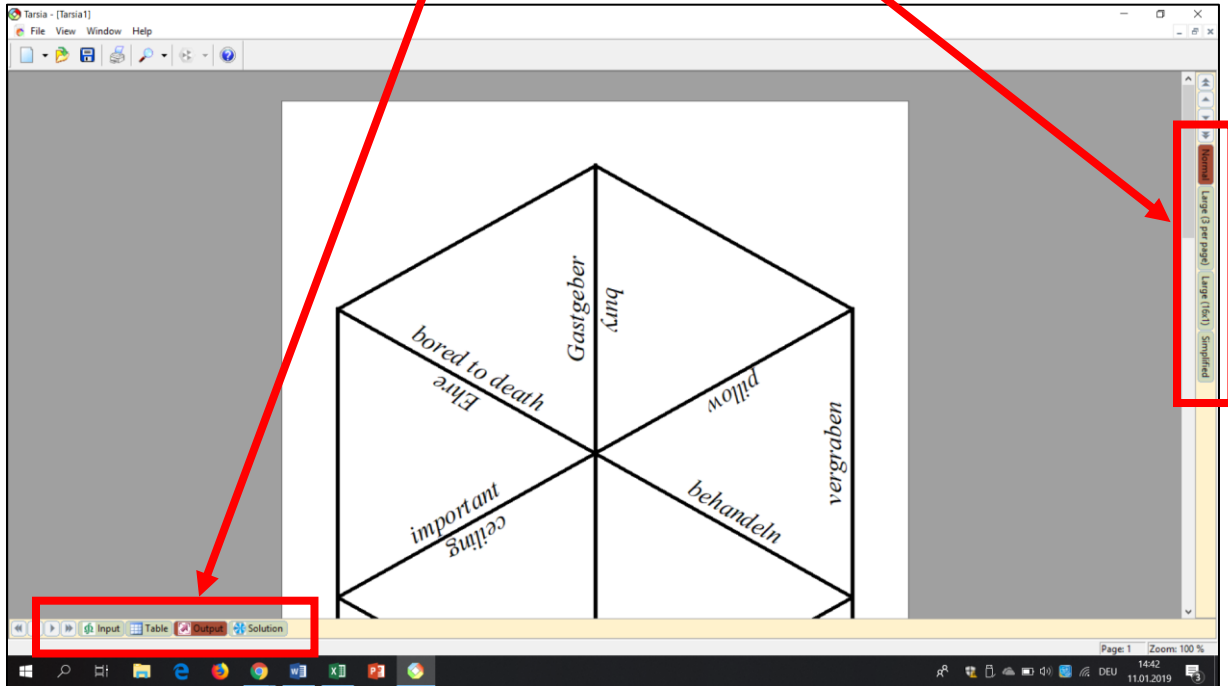 Tarsia - [Tarsia1]
File View Window Help
Normal
Large (3 per page)
Large (16x1)
Simplified
Gastgeber
bury
bored to death
Ehre
pillow
vergraben
important
ceiling
behandeln
Input Table Output Solution
Page: 1 Zoom: 100 %
DEU
14:42
11.01.2019
3